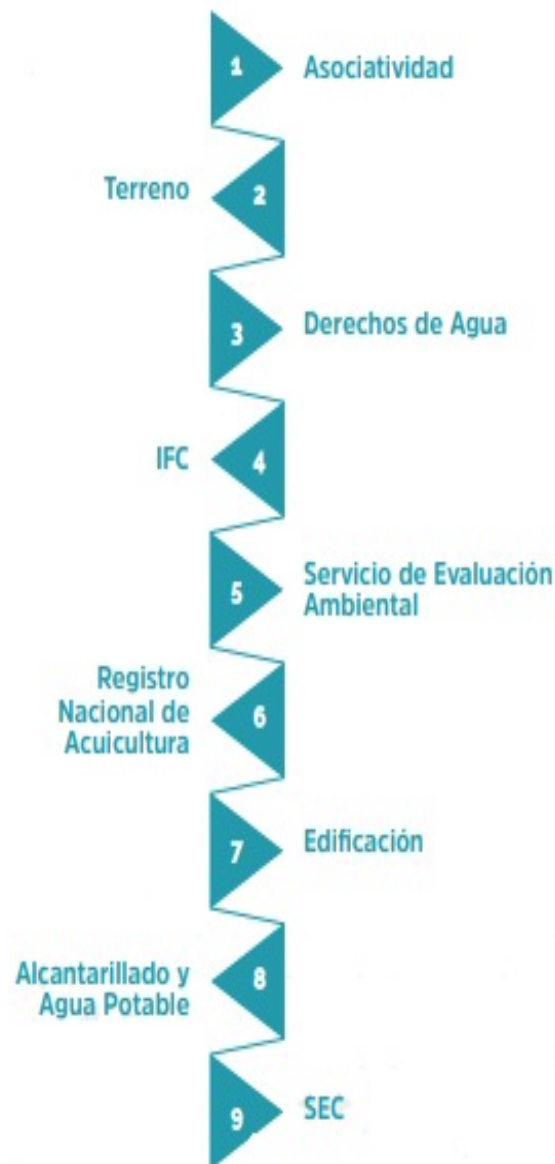 1
Asociatividad
Terreno
2
3
Derechos de Agua
IFC
4
5
Servicio de Evaluación
Ambiental
Registro
Nacional de
Acuicultura
6
7
Edificación
Alcantarillado y
Agua Potable
8
9
SEC